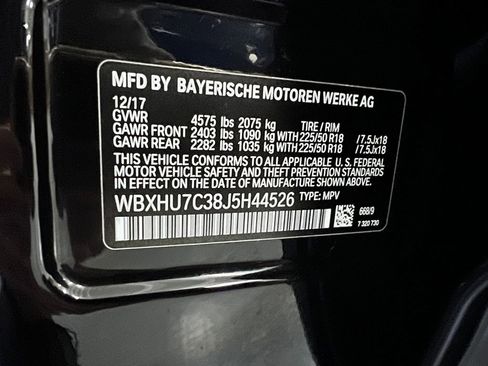 MFD BY BAYERISCHE MOTOREN WERKE AG
12/17
GVWR 4575 lbs 2075 kg TIRE / RIM
GAWR FRONT 2403 lbs 1090 kg WITH 225/50 R18 /7.5Jx18
GAWR REAR 2282 lbs 1035 kg WITH 225/50 R18 /7.5Jx18
THIS VEHICLE CONFORMS TO ALL APPLICABLE U. S. FEDERAL
MOTOR VEHICLE SAFETY, BUMPER, AND THEFT PREVENTION
STANDARDS IN EFFECT ON THE DATE OF MANUFACTURE SHOWN ABOVE.
WBXHU7C38J5H44526 TYPE: MPV
668/9
7 320 730